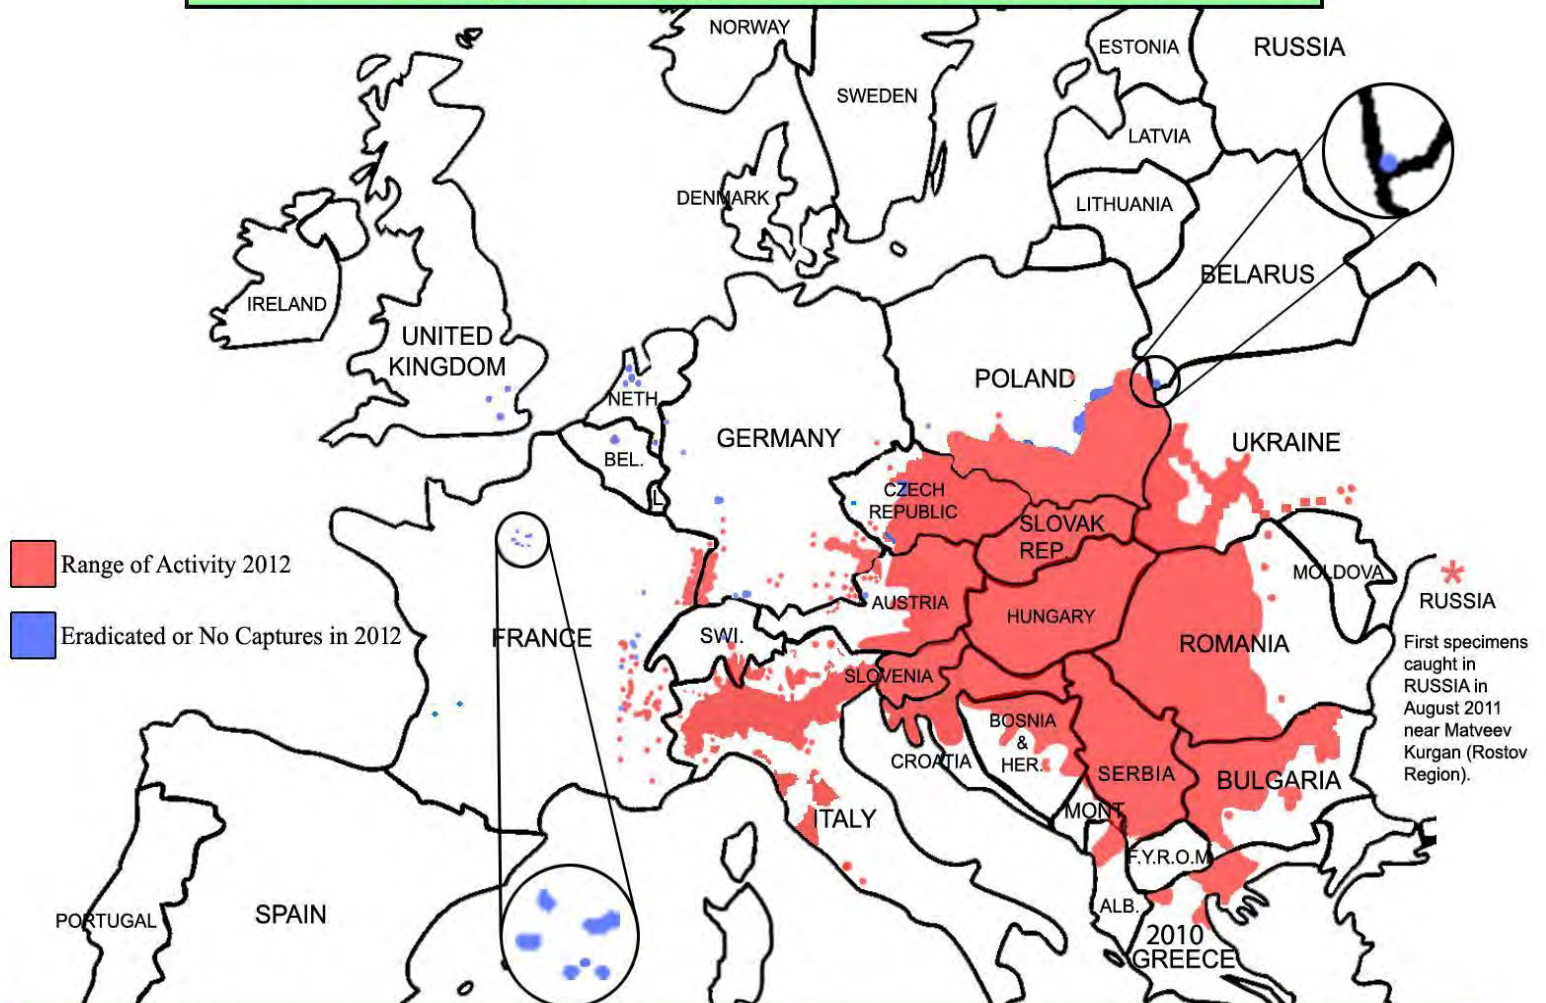 NORWAY
ESTONIA
RUSSIA
SWEDEN
LATVIA
DENMARK
LITHUANIA
BELARUS
IRELAND
UNITED
KINGDOM
POLAND
NETH.
GERMANY
UKRAINE
BEL.
L
CZECH
REPUBLIC
SLOVAK
REP.
Range of Activity 2012
MOLDOVA
*
RUSSIA
AUSTRIA
HUNGARY
Eradicated or No Captures in 2012
FRANCE
SWI.
ROMANIA
First specimens
caught in
RUSSIA in
August 2011
near Matveev
Kurgan (Rostov
Region).
SLOVENIA
BOSNIA
&
HER.
CROATIA
SERBIA
BULGARIA
MONT
ITALY
F.Y.R.O.M
PORTUGAL
SPAIN
ALB.
2010
GREECE